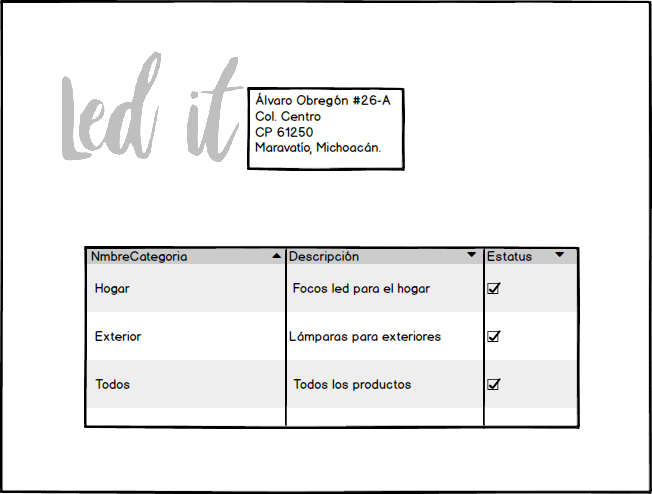 Led it
Álvaro Obregón #26-A
Col. Centro
CP 61250
Maravatío, Michoacán.
NmbreCategoria Descripción Estatus
Hogar Focos led para el hogar
Exterior Lámparas para exteriores
Todos Todos los productos